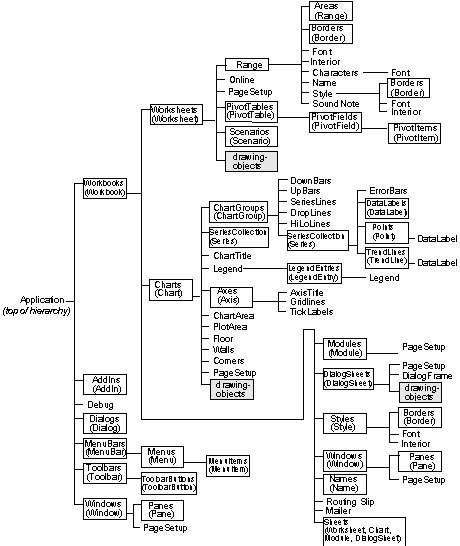 Application
(top of hierarchy)
Workbooks
(Workbook)
Worksheets
(Worksheet)
Range
Areas
(Range)
Borders
(Border)
Font
Interior
Characters
Font
Name
Style
Borders
(Border)
Font
Interior
Sound Note
Online
PageSetup
PivotTables
(PivotTable)
PivotFields
(PivotField)
PivotItems
(PivotItem)
Scenarios
(Scenario)
drawing-
objects
Charts
(Chart)
ChartGroups
(ChartGroup)
DownBars
UpBars
SeriesLines
DropLines
HiLoLines
SeriesCollection
(Series)
ErrorBars
DataLabels
(DataLabel)
Points
(Point)
DataLabel
TrendLines
(TrendLine)
DataLabel
SeriesCollection
(Series)
ChartTitle
Legend
LegendEntries
(LegendEntry)
Legend
Axes
(Axis)
AxisTitle
Gridlines
TickLabels
ChartArea
PlotArea
Floor
Walls
Corners
PageSetup
drawing-
objects
Modules
(Module)
PageSetup
DialogSheets
(DialogSheet)
PageSetup
DialogFrame
drawing-
objects
Styles
(Style)
Borders
(Border)
Font
Interior
Windows
(Window)
Panes
(Pane)
PageSetup
Names
(Name)
Routing Slip
Mailer
Sheets
(Worksheet, Chart,
Module, DialogSheet)
AddIns
(AddIn)
Debug
Dialogs
(Dialog)
MenuBars
(MenuBar)
Menus
(Menu)
MenuItems
(MenuItem)
Toolbars
(Toolbar)
ToolbarButtons
(ToolbarButton)
Windows
(Window)
Panes
(Pane)
PageSetup